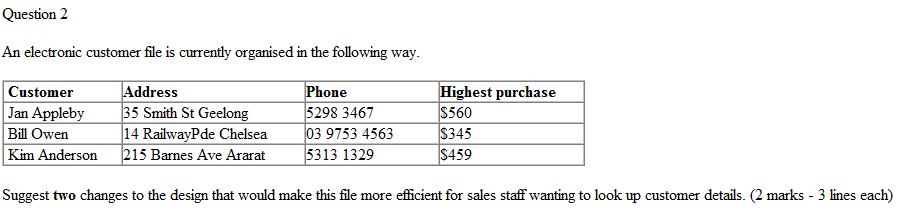 Question 2
An electronic customer file is currently organised in the following way.
Customer Address Phone Highest purchase
Jan Appleby 35 Smith St Geelong 5298 3467 $560
Bill Owen 14 RailwayPde Chelsea 03 9753 4563 $345
Kim Anderson 215 Barnes Ave Ararat 5313 1329 $459
Suggest two changes to the design that would make this file more efficient for sales staff wanting to look up customer details. (2 marks - 3 lines each)